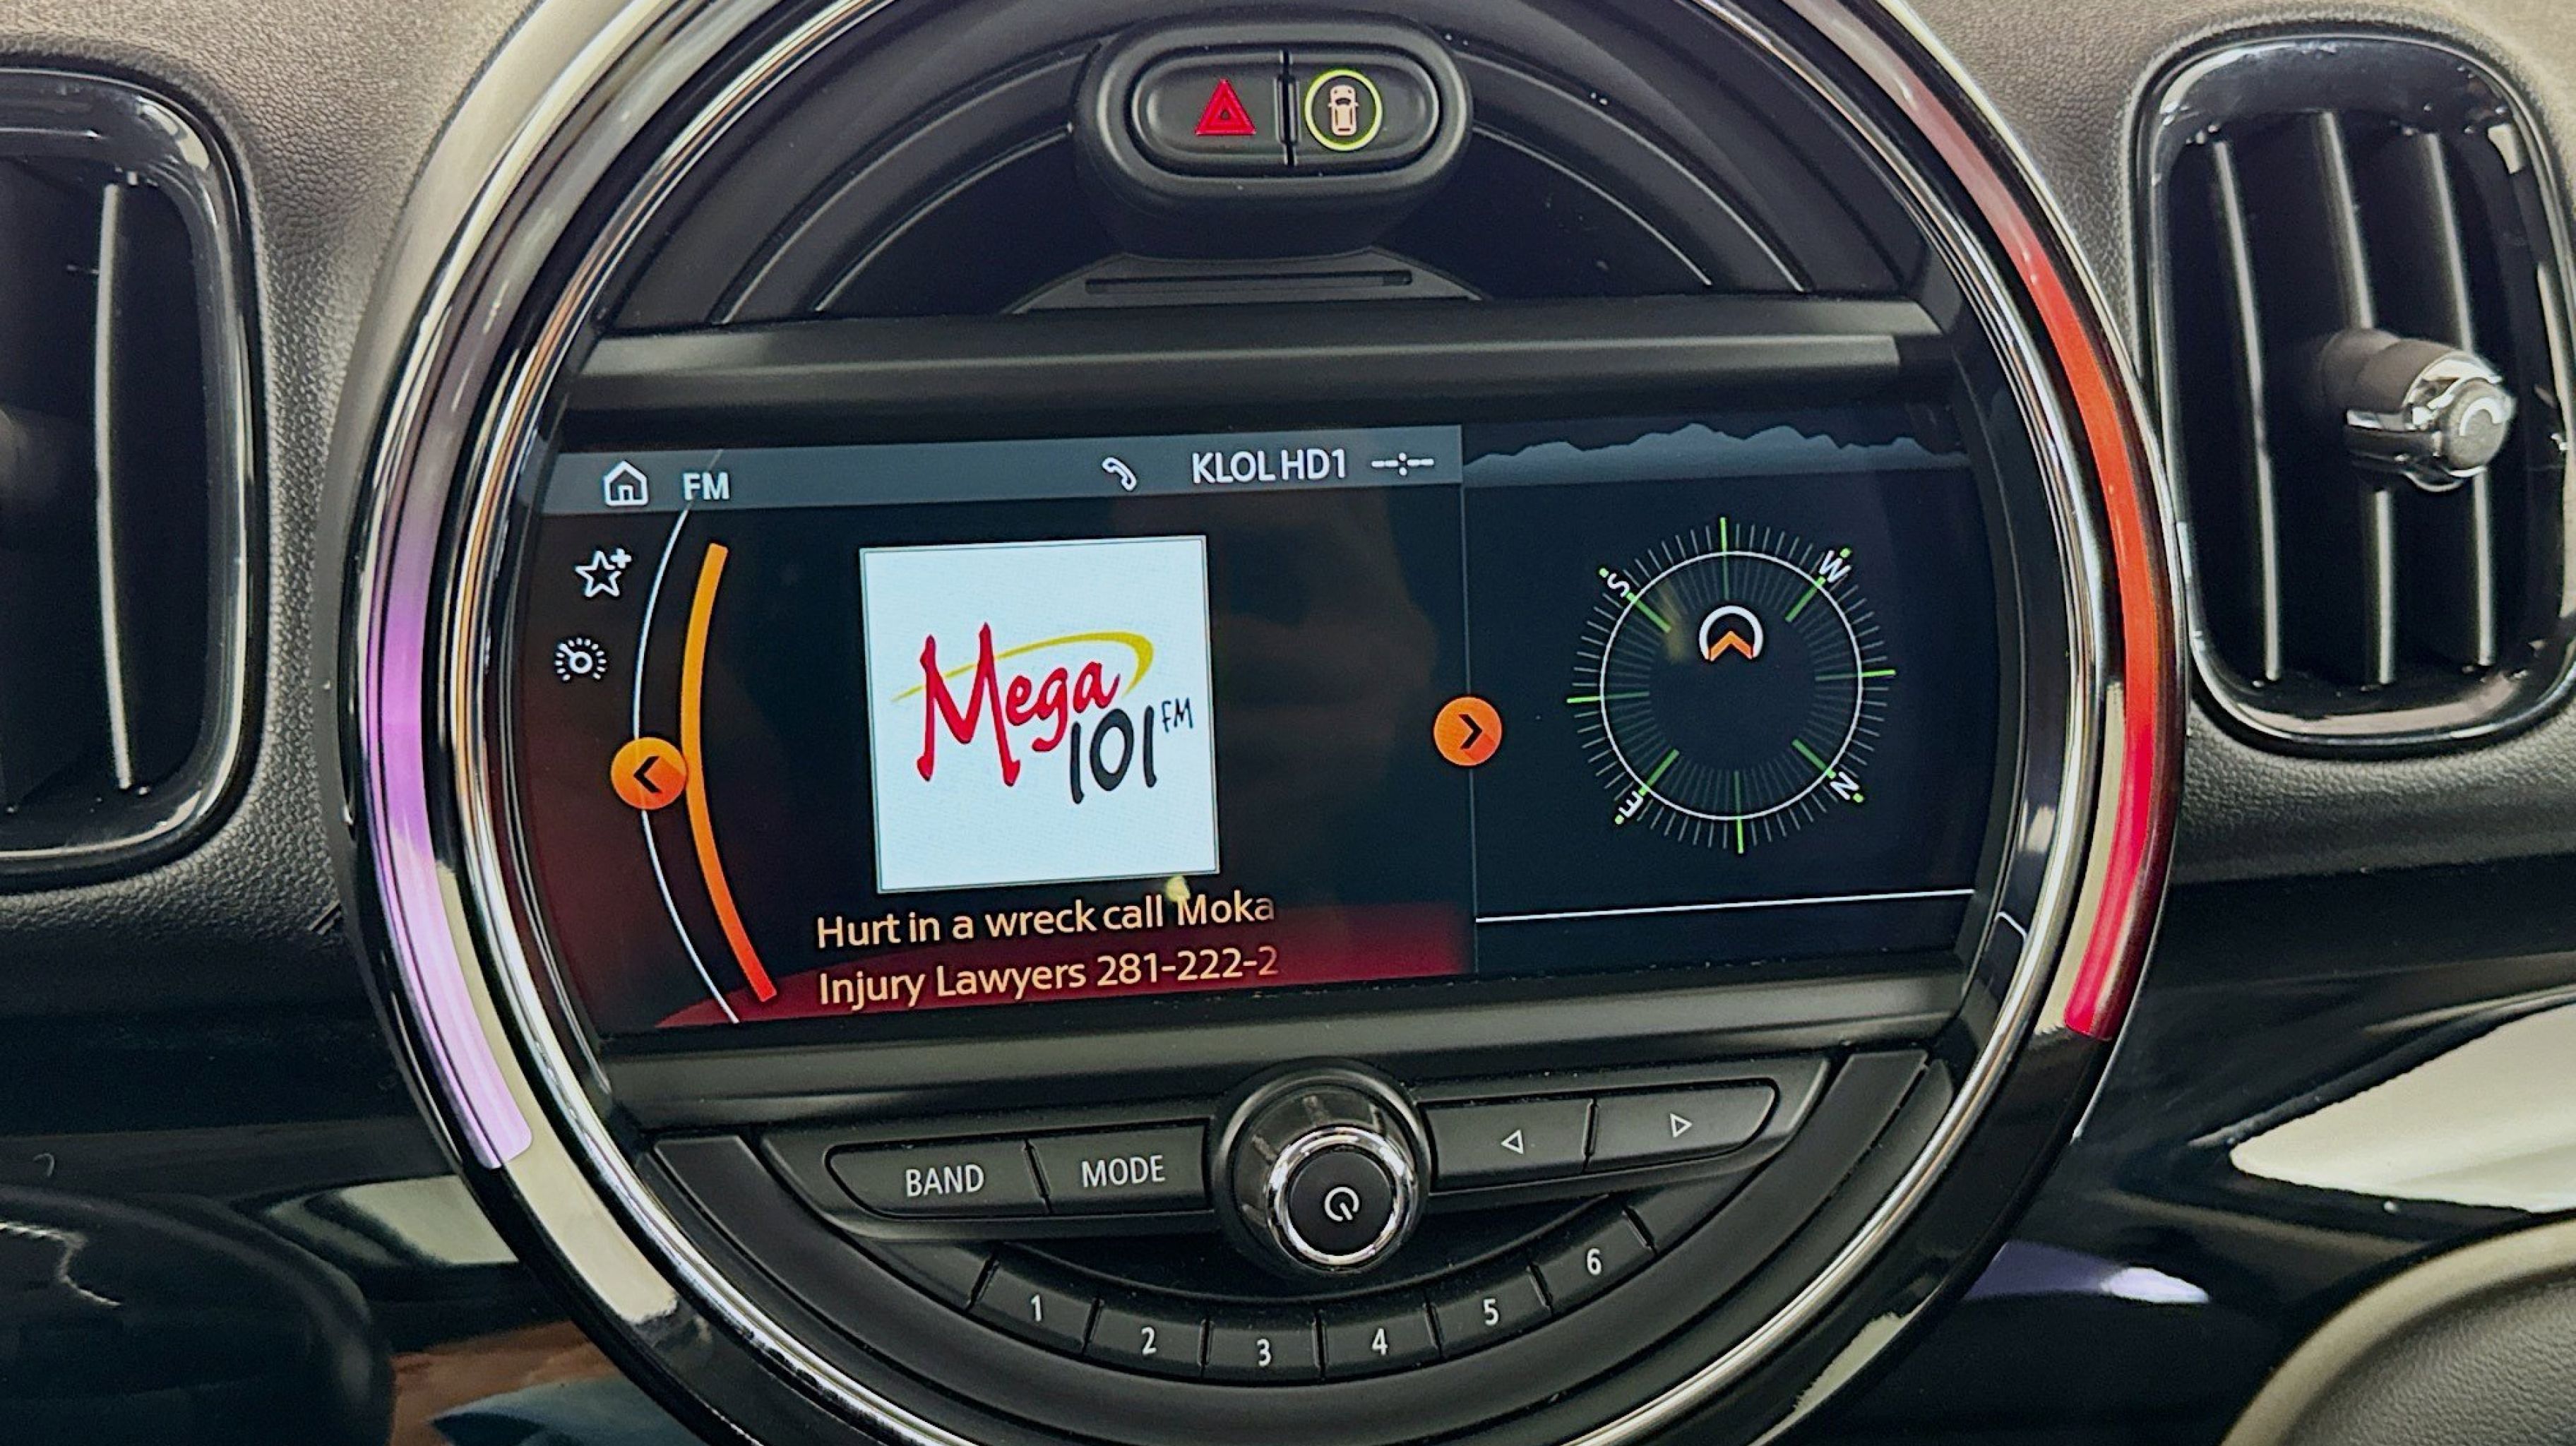 FM
KLOL HD1 --:--
Mega
101 FM
Hurt in a wreck call Moka
Injury Lawyers 281-222-2
S
W
E
N
BAND
MODE
1
2
3
4
5
6